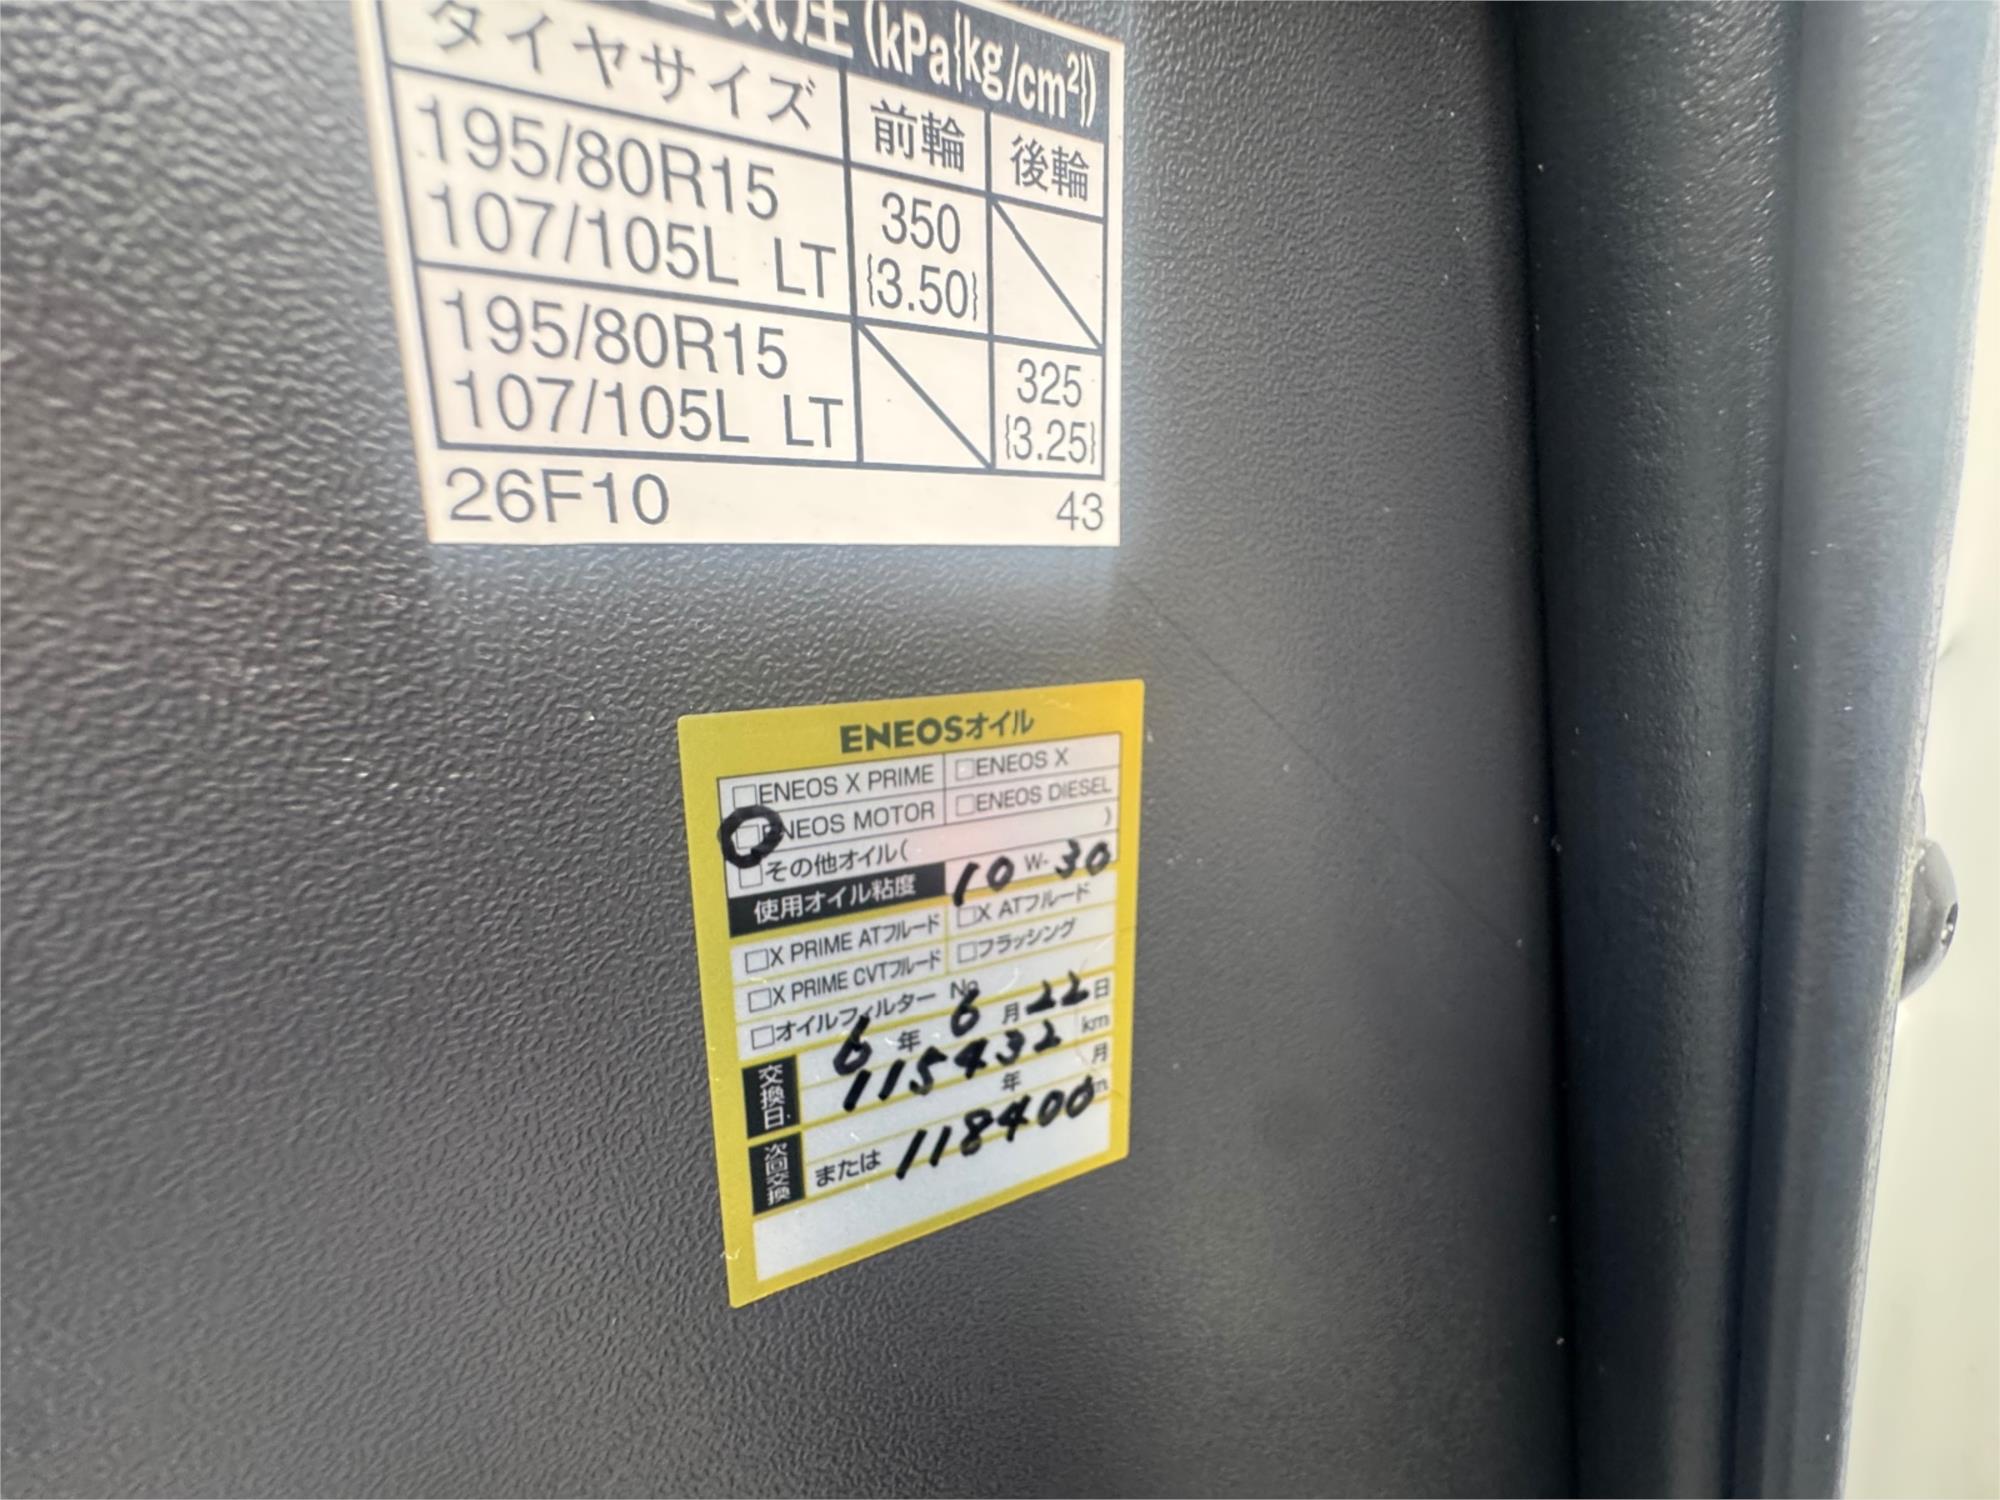 気圧(kPa{kg/cm²})
タイヤサイズ 前輪 後輪
195/80R15
107/105L LT
350
{3.50}
195/80R15
107/105L LT
325
{3.25}
26F10 43
ENEOSオイル
□ENEOS X PRIME □ENEOS X
□ENEOS MOTOR □ENEOS DIESEL
□その他オイル( )
使用オイル粘度 10 W- 30
□X PRIME ATフルード □X ATフルード
□X PRIME CVTフルード □フラッシング
□オイルフィルター No
交換日 6年 6月 22日
115432 km
次回交換 年 月
または 118400 km